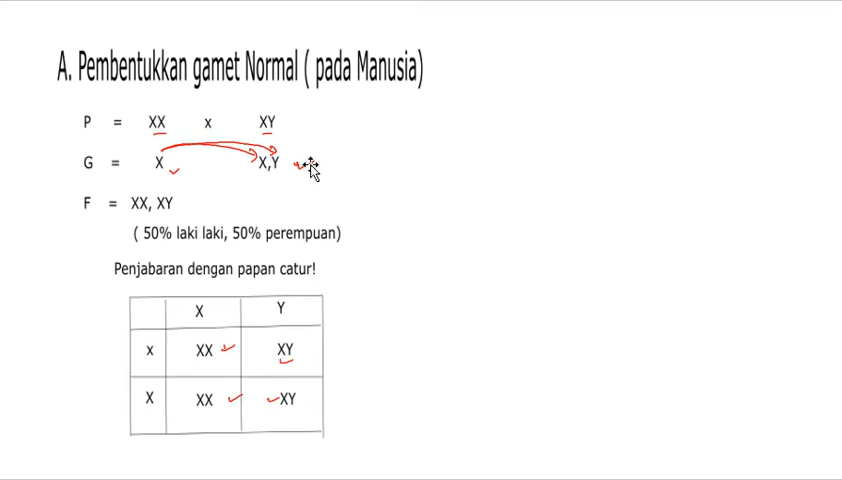 A. Pembentukkan gamet Normal ( pada Manusia)
P = XX x XY
G = X X,Y
F = XX, XY
( 50% laki laki, 50% perempuan)
Penjabaran dengan papan catur!
X Y
x XX XY
X XX XY